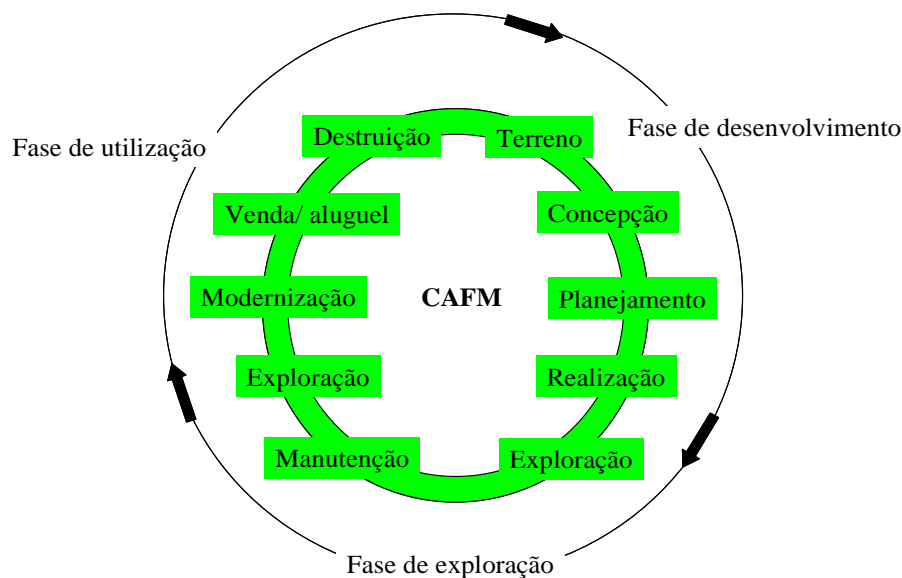 Destruição
Terreno
Fase de desenvolvimento
Fase de utilização
Venda/ aluguel
Concepção
Modernização
CAFM
Planejamento
Exploração
Realização
Manutenção
Exploração
Fase de exploração